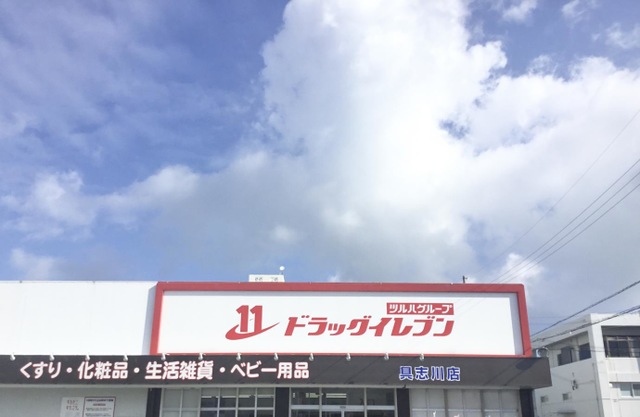 ツルハグループ
11 ドラッグイレブン
くすり・化粧品・生活雑貨・ベビー用品 具志川店